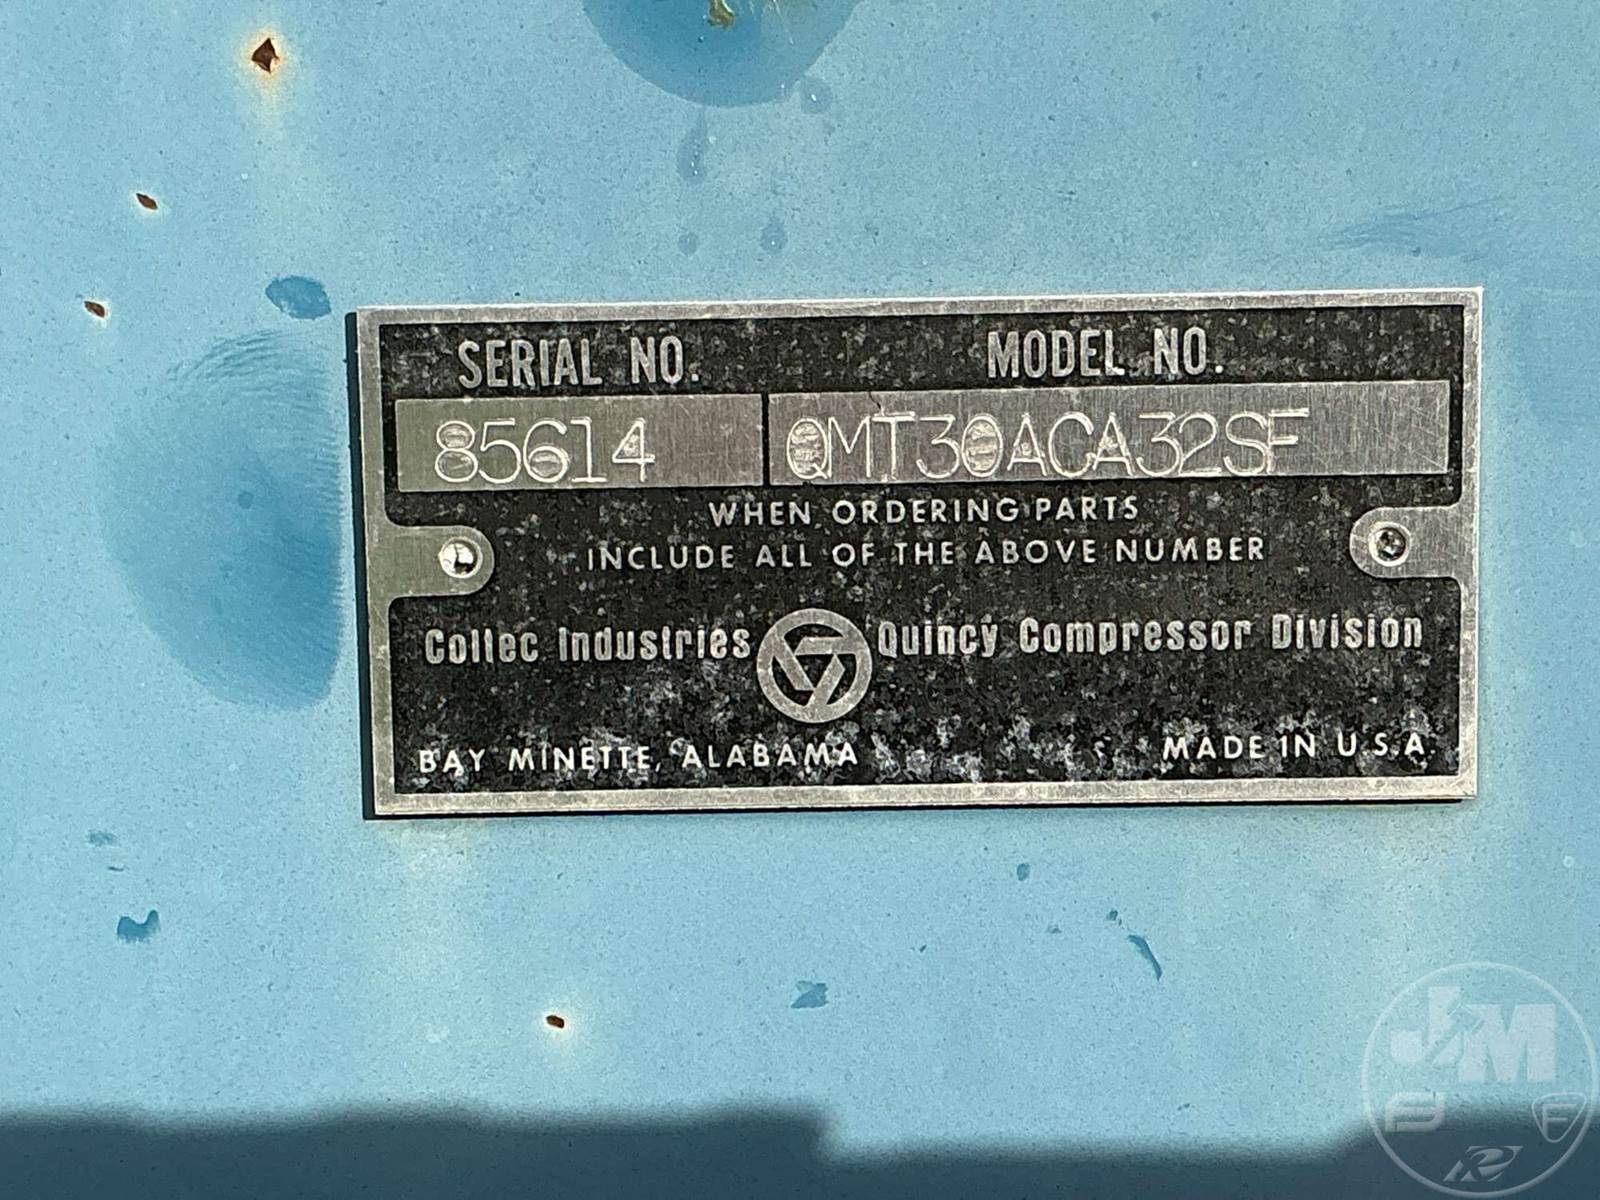 SERIAL NO. MODEL NO.
85614 QMT30ACA32SF
WHEN ORDERING PARTS
INCLUDE ALL OF THE ABOVE NUMBER
Coltec Industries Quincy Compressor Division
BAY MINETTE, ALABAMA MADE IN U.S.A.
J&M